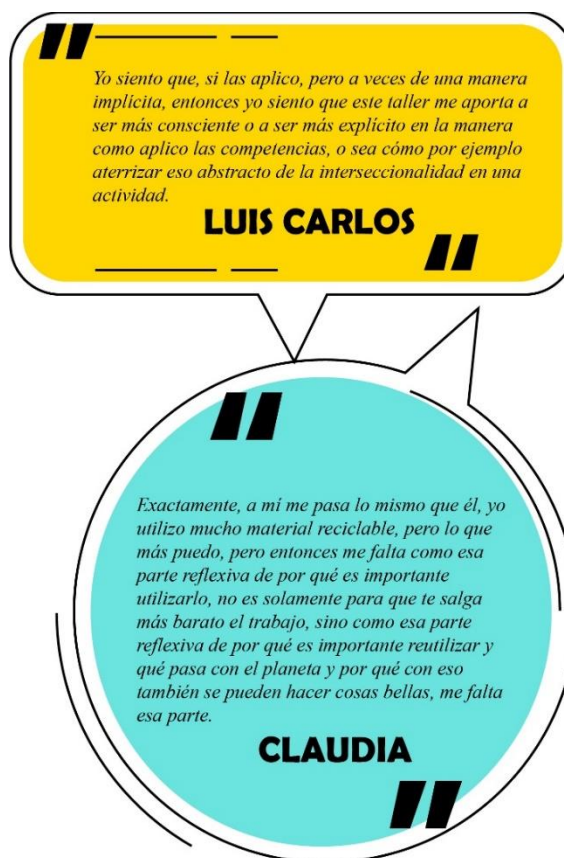 Yo siento que, si las aplico, pero a veces de una manera
implícita, entonces yo siento que este taller me aporta a
ser más consciente o a ser más explícito en la manera
como aplico las competencias, o sea cómo por ejemplo
aterrizar eso abstracto de la interseccionalidad en una
actividad.
LUIS CARLOS
Exactamente, a mí me pasa lo mismo que él, yo
utilizo mucho material reciclable, pero lo que
más puedo, pero entonces me falta como esa
parte reflexiva de por qué es importante
utilizarlo, no es solamente para que te salga
más barato el trabajo, sino como esa parte
reflexiva de por qué es importante reutilizar y
qué pasa con el planeta y por qué con eso
también se pueden hacer cosas bellas, me falta
esa parte.
CLAUDIA